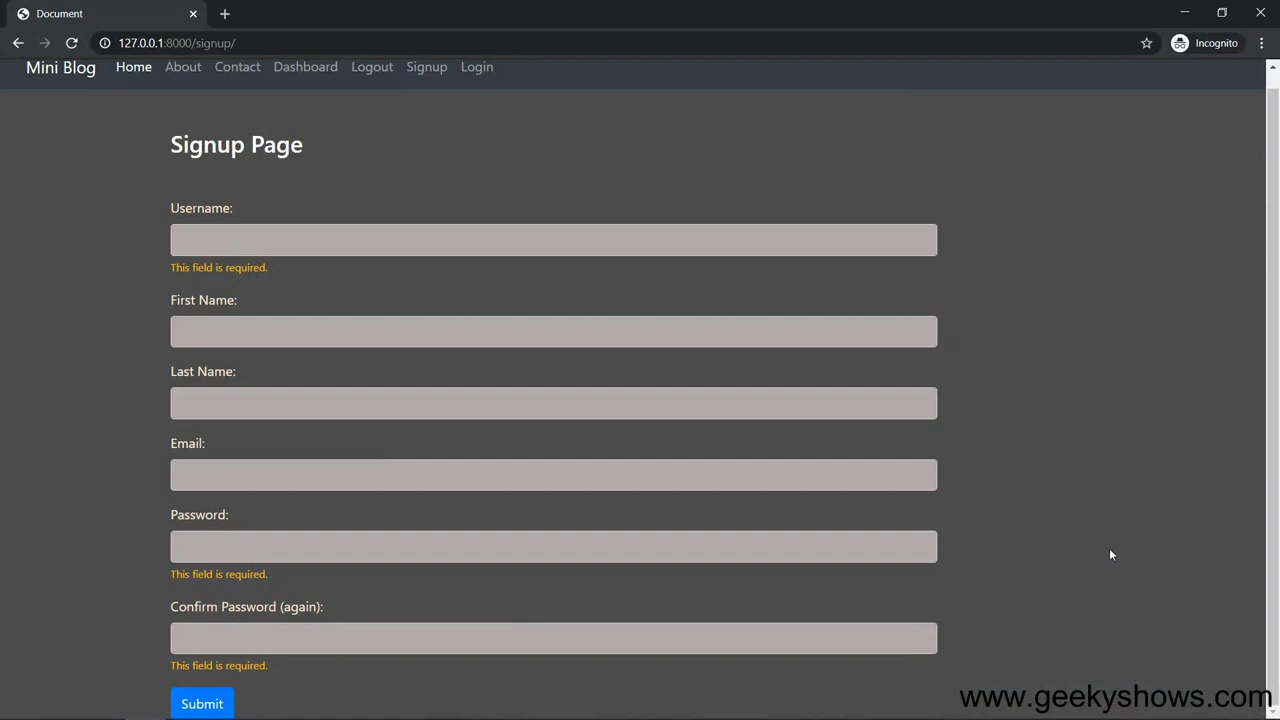 Document
127.0.0.1:8000/signup/
Incognito
Mini Blog Home About Contact Dashboard Logout Signup Login
Signup Page
Username:
This field is required.
First Name:
Last Name:
Email:
Password:
This field is required.
Confirm Password (again):
This field is required.
Submit
www.geekyshows.com